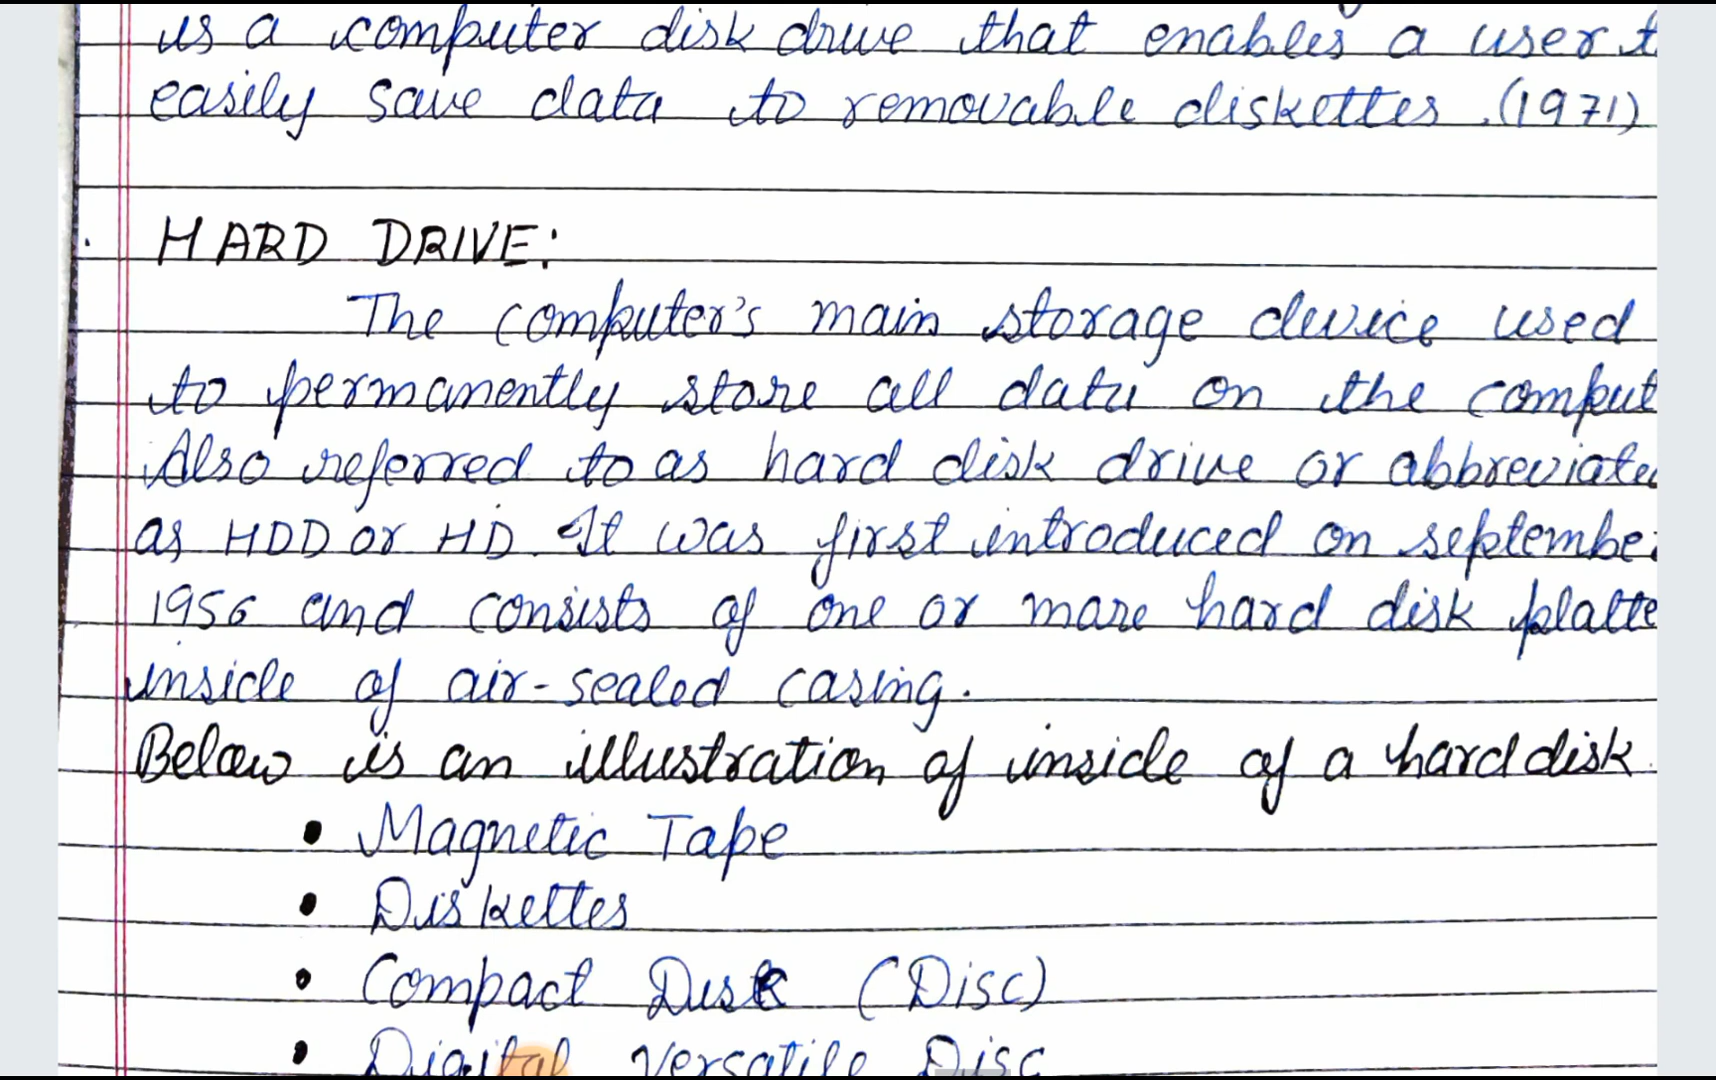 is a computer disk drive that enables a user t
easily save data to removable diskettes. (1971)
HARD DRIVE:
The computer's main storage device used
to permanently store all data on the comput
Also referred to as hard disk drive or abbreviate
as HDD or HD. It was first introduced on septembe
1956 and consists of one or more hard disk platte
inside of air-sealed casing.
Below is an illustration of inside of a hard disk.
• Magnetic Tape
• Diskettes
• Compact Disk (Disc)
• Digital Versatile Disc